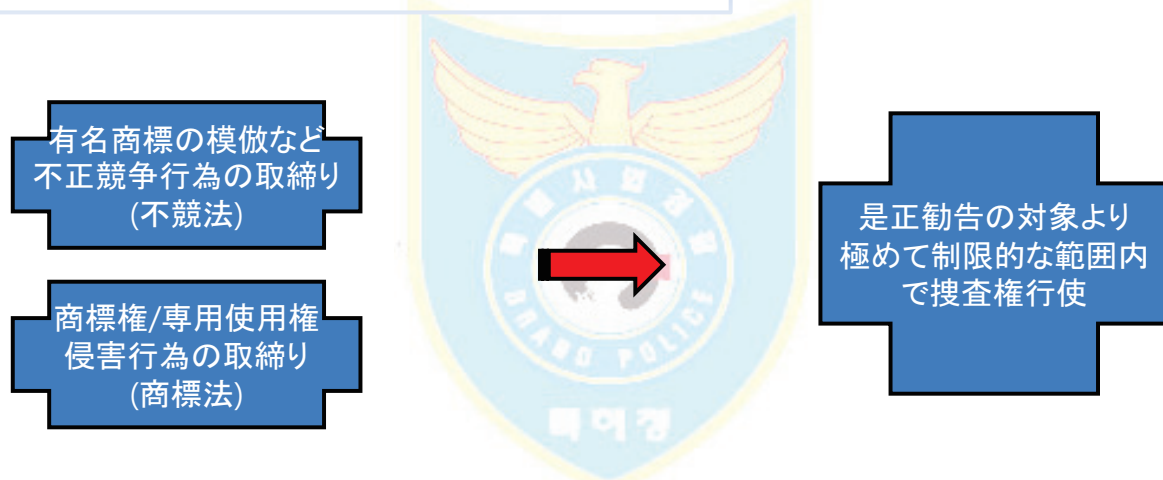 有名商標の模倣など
不正競争行為の取締り
(不競法)
商標権/専用使用権
侵害行為の取締り
(商標法)
是正勧告の対象より
極めて制限的な範囲内
で捜査権行使
BRABO POLICE